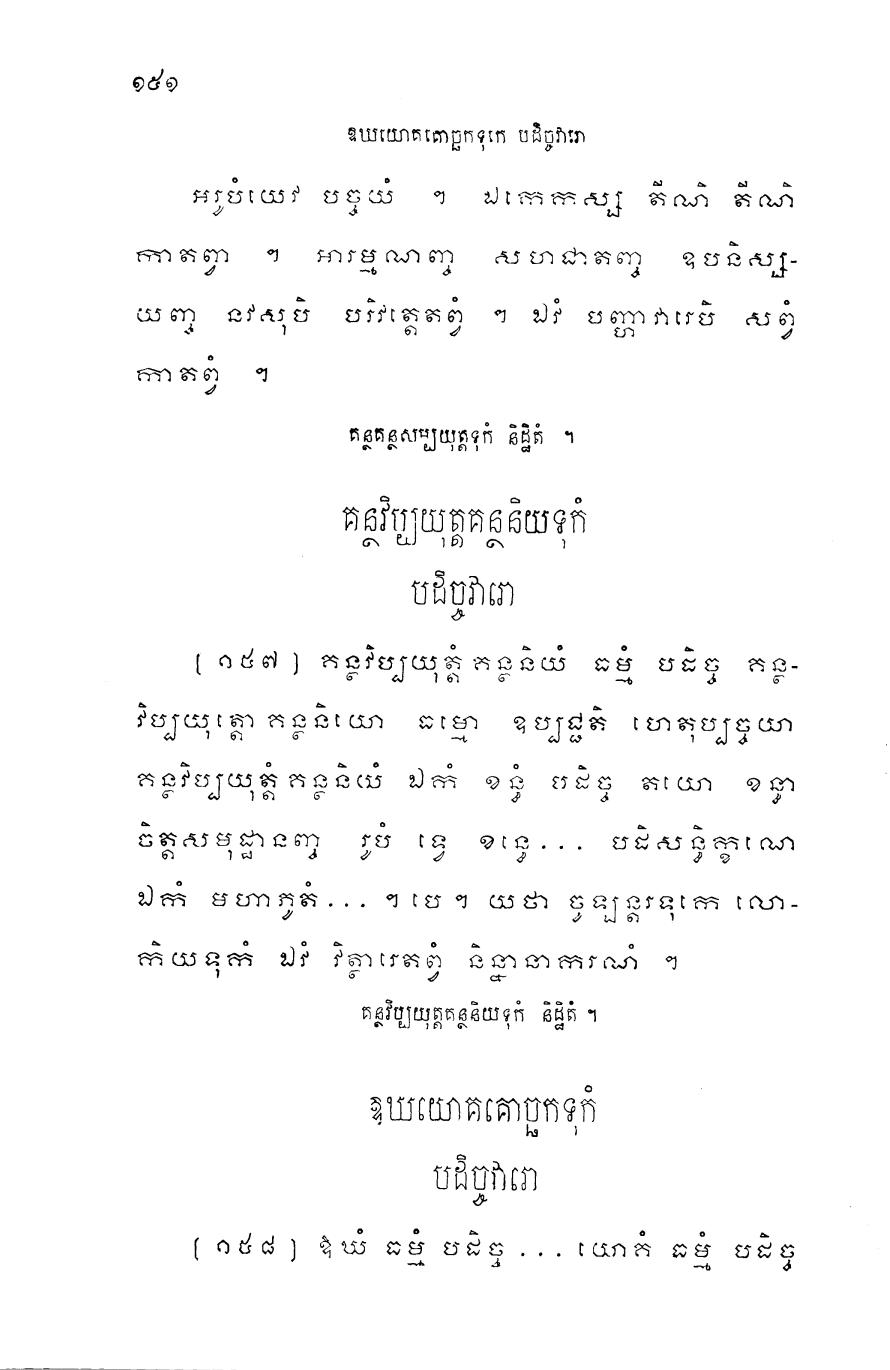 ១៥១
ឱឃយោគគោច្ឆកទុកេ បដិច្ចវារោ
អរូបំយេវ បច្ចយំ ។ ឯកេកស្ស តីណិ តីណិ
កាតព្វា ។ អារម្មណញ្ច សហជាតញ្ច ឧបនិស្ស-
យញ្ច នវសុបិ បរិវត្តេតព្វំ ។ ឯវំ បញ្ហាវារេបិ សព្វំ
កាតព្វំ ។
គន្ថគន្ថសម្បយុត្តទុកំ និដ្ឋិតំ ។
គន្ថវិប្បយុត្តគន្ថនិយទុកំ
បដិច្ចវារោ
[ ១៥៧ ] គន្ថវិប្បយុត្តំគន្ថនិយំ ធម្មំ បដិច្ច គន្ថ-
វិប្បយុត្តោគន្ថនិយោ ធម្មោ ឧប្បជ្ជតិ ហេតុប្បច្ចយា
គន្ថវិប្បយុត្តំគន្ថនិយំ ឯកំ ខន្ធំ បដិច្ច តយោ ខន្ធា
ចិត្តសមុដ្ឋានញ្ច រូបំ ទ្វេ ខន្ធេ... បដិសន្ធិក្ខណេ
ឯកំ មហាភូតំ... ។ បេ ។ យថា ចូឡន្តរទុកេ លោ-
កិយទុកំ ឯវំ វិត្ថារេតព្វំ និន្នានាករណំ ។
គន្ថវិប្បយុត្តគន្ថនិយទុកំ និដ្ឋិតំ ។
ឱឃយោគគោច្ឆកទុកំ
បដិច្ចវារោ
[ ១៥៨ ] ឱឃំ ធម្មំ បដិច្ច ... យោគំ ធម្មំ បដិច្ច